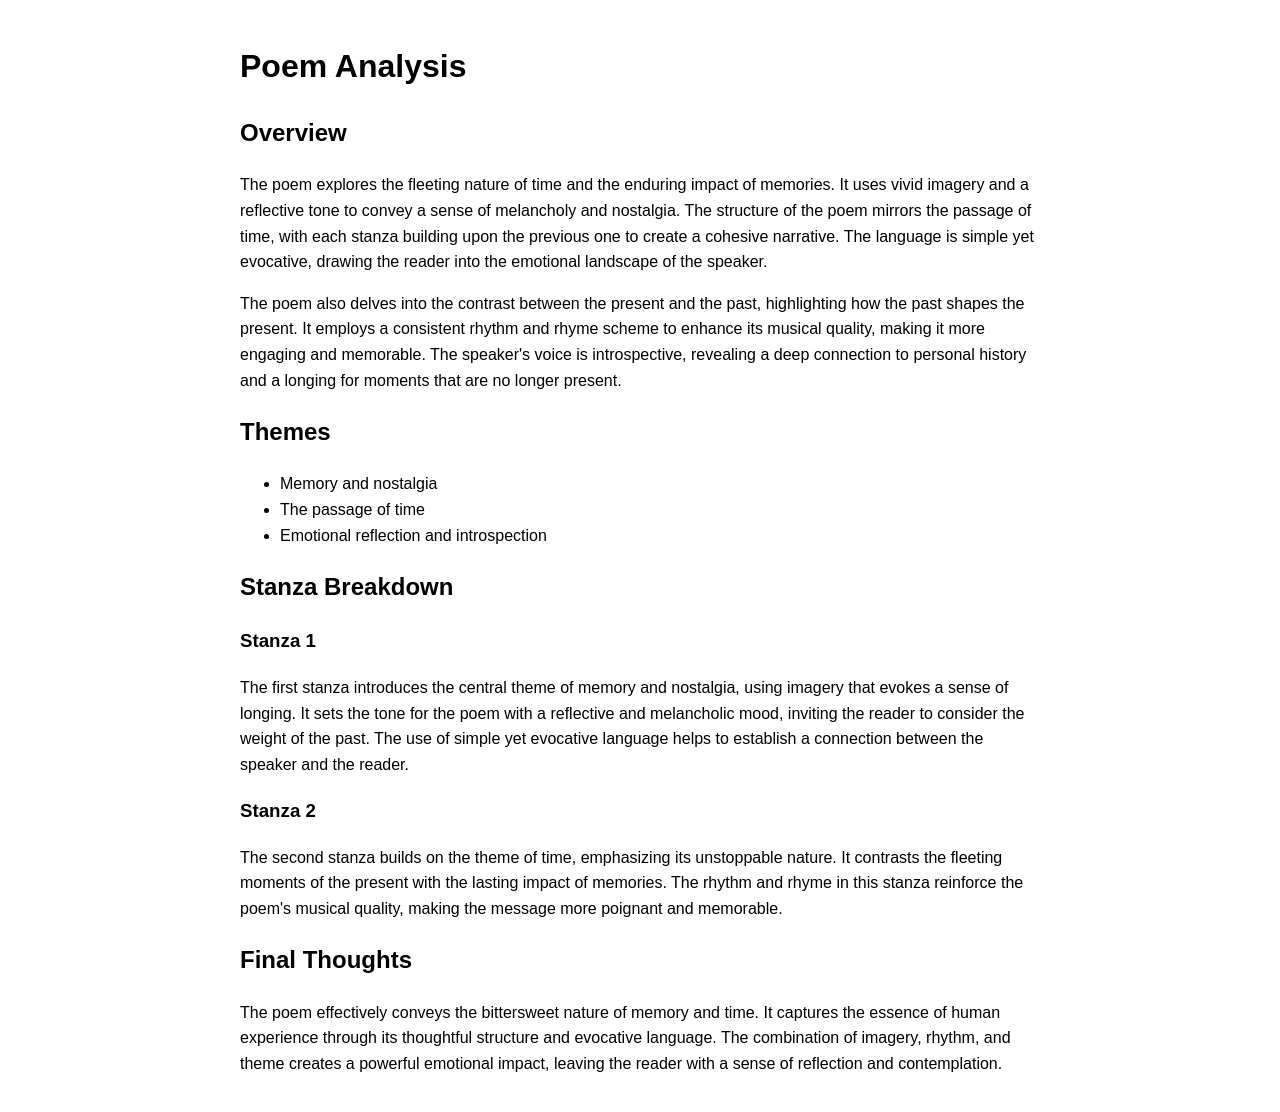 Poem Analysis
Overview
The poem explores the fleeting nature of time and the enduring impact of memories. It uses vivid imagery and a
reflective tone to convey a sense of melancholy and nostalgia. The structure of the poem mirrors the passage of
time, with each stanza building upon the previous one to create a cohesive narrative. The language is simple yet
evocative, drawing the reader into the emotional landscape of the speaker.
The poem also delves into the contrast between the present and the past, highlighting how the past shapes the
present. It employs a consistent rhythm and rhyme scheme to enhance its musical quality, making it more
engaging and memorable. The speaker's voice is introspective, revealing a deep connection to personal history
and a longing for moments that are no longer present.
Themes
• Memory and nostalgia
• The passage of time
• Emotional reflection and introspection
Stanza Breakdown
Stanza 1
The first stanza introduces the central theme of memory and nostalgia, using imagery that evokes a sense of
longing. It sets the tone for the poem with a reflective and melancholic mood, inviting the reader to consider the
weight of the past. The use of simple yet evocative language helps to establish a connection between the
speaker and the reader.
Stanza 2
The second stanza builds on the theme of time, emphasizing its unstoppable nature. It contrasts the fleeting
moments of the present with the lasting impact of memories. The rhythm and rhyme in this stanza reinforce the
poem's musical quality, making the message more poignant and memorable.
Final Thoughts
The poem effectively conveys the bittersweet nature of memory and time. It captures the essence of human
experience through its thoughtful structure and evocative language. The combination of imagery, rhythm, and
theme creates a powerful emotional impact, leaving the reader with a sense of reflection and contemplation.